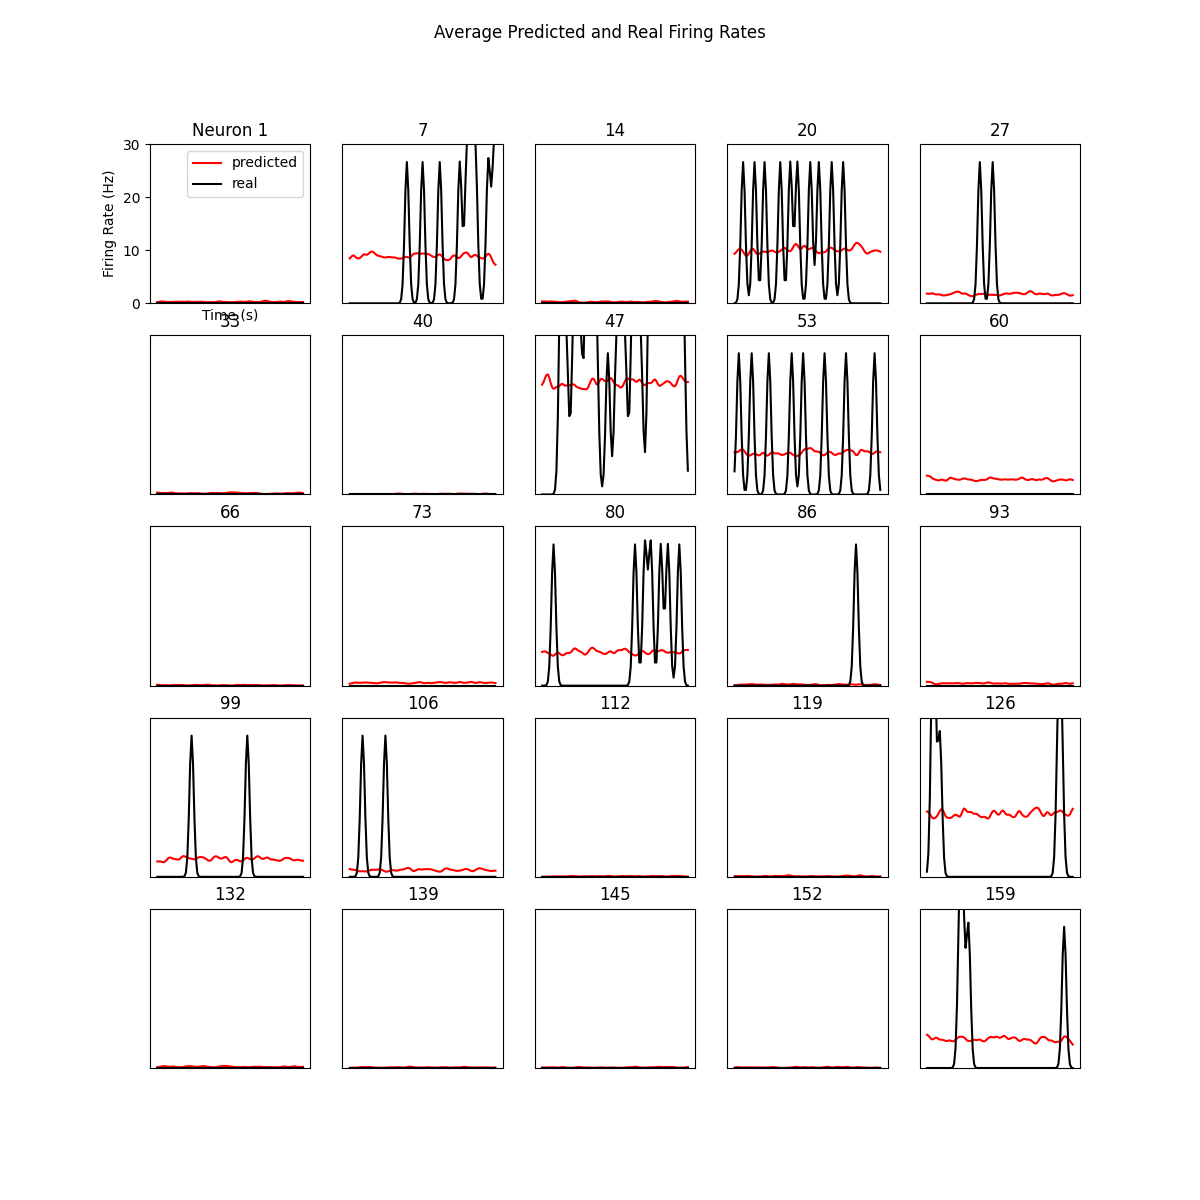 Average Predicted and Real Firing Rates
Neuron 1 7 14 20 27
30
predicted
real
20
10
0
Firing Rate (Hz)
Time (s)
33 40 47 53 60
66 73 80 86 93
99 106 112 119 126
132 139 145 152 159